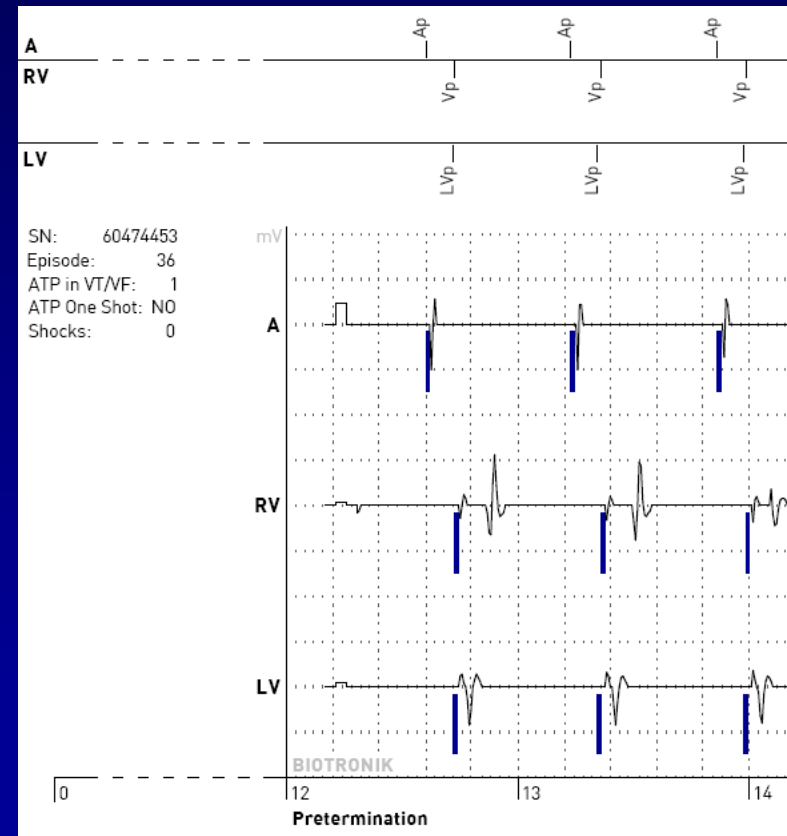 A Ap Ap Ap
RV
Vp Vp Vp
LV
LVp LVp LVp
SN: 60474453
Episode: 36
ATP in VT/VF: 1
ATP One Shot: NO
Shocks: 0
mV
A
RV
LV
BIOTRONIK
0 12 13 14
Pretermination